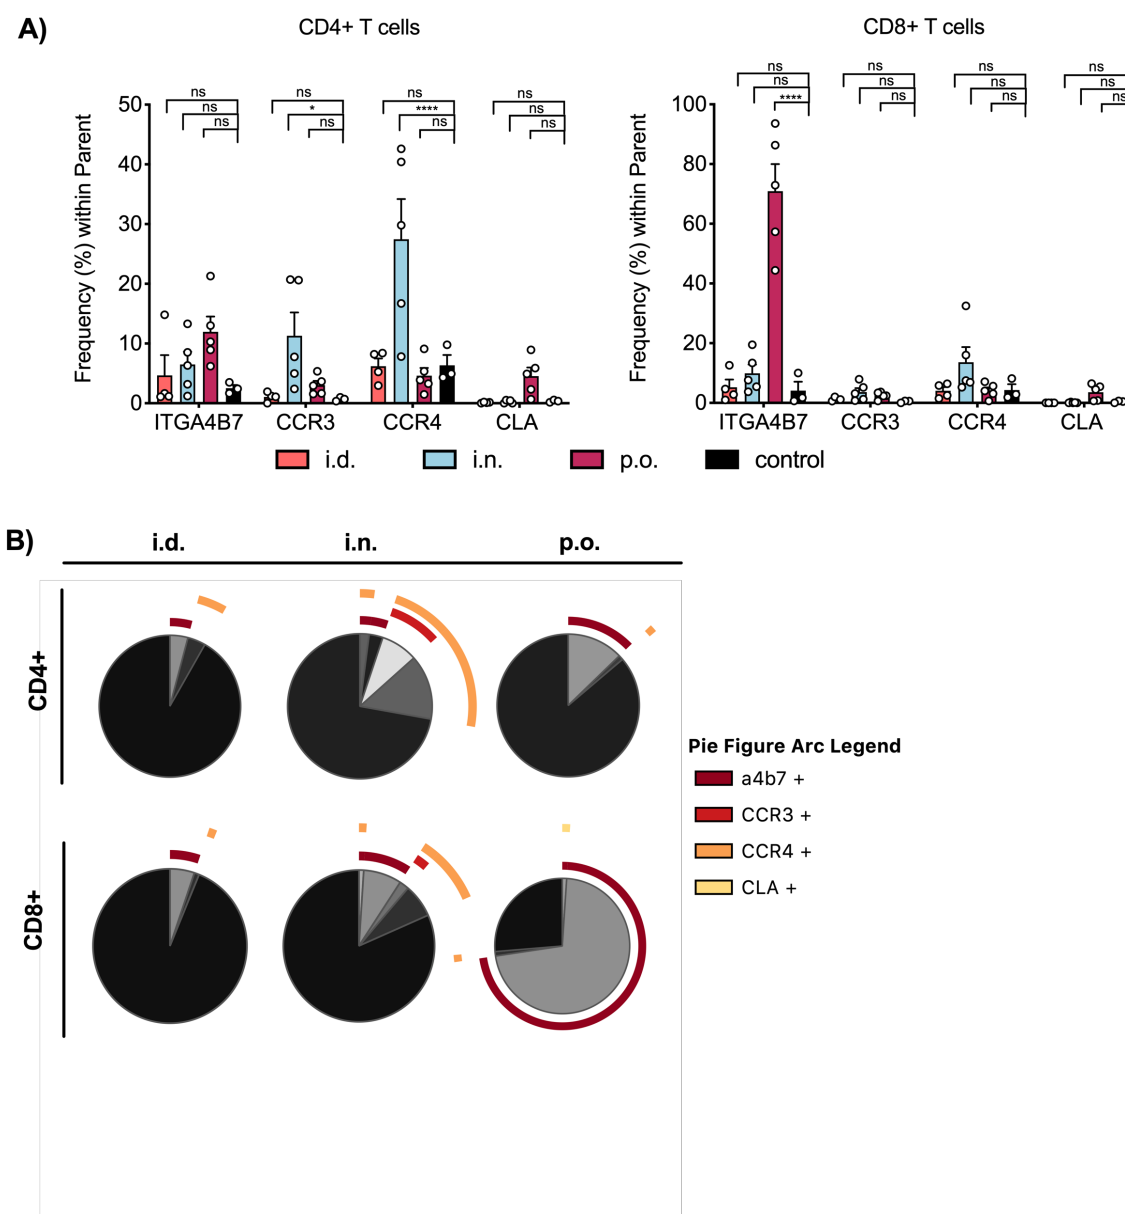 A)
CD4+ T cells
CD8+ T cells
ns
ns
ns
ns
*
ns
ns
****
ns
ns
ns
ns
ns
ns
****
ns
ns
ns
ns
ns
ns
ns
ns
ns
Frequency (%) within Parent
50
40
30
20
10
0
ITGA4B7 CCR3 CCR4 CLA
Frequency (%) within Parent
100
80
60
40
20
0
ITGA4B7 CCR3 CCR4 CLA
i.d. i.n. p.o. control
B)
i.d. i.n. p.o.
CD4+
CD8+
Pie Figure Arc Legend
a4b7 +
CCR3 +
CCR4 +
CLA +